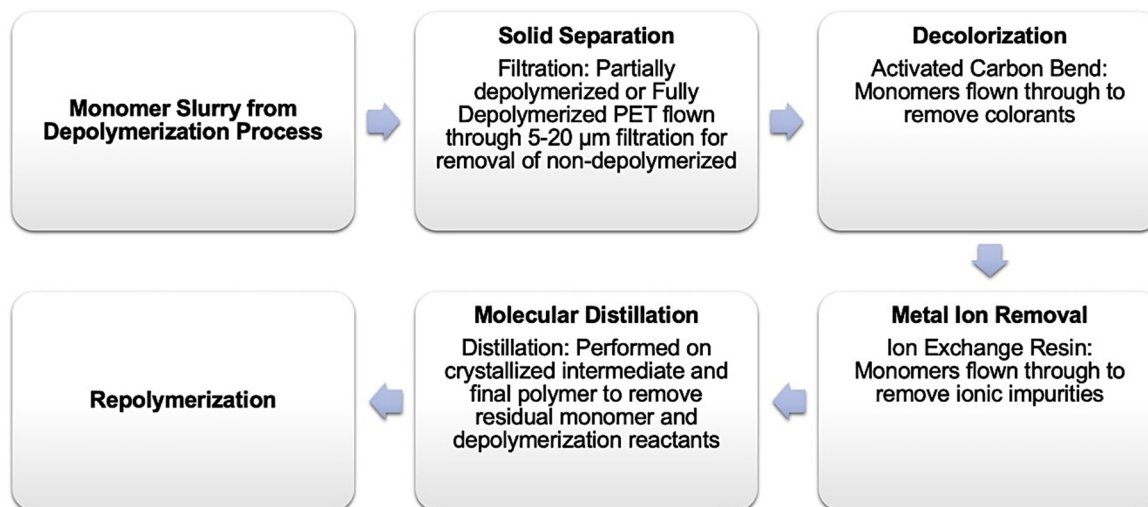 Monomer Slurry from
Depolymerization Process
Solid Separation
Filtration: Partially
depolymerized or Fully
Depolymerized PET flown
through 5-20 µm filtration for
removal of non-depolymerized
Decolorization
Activated Carbon Bend:
Monomers flown through to
remove colorants
Metal Ion Removal
Ion Exchange Resin:
Monomers flown through to
remove ionic impurities
Molecular Distillation
Distillation: Performed on
crystallized intermediate and
final polymer to remove
residual monomer and
depolymerization reactants
Repolymerization